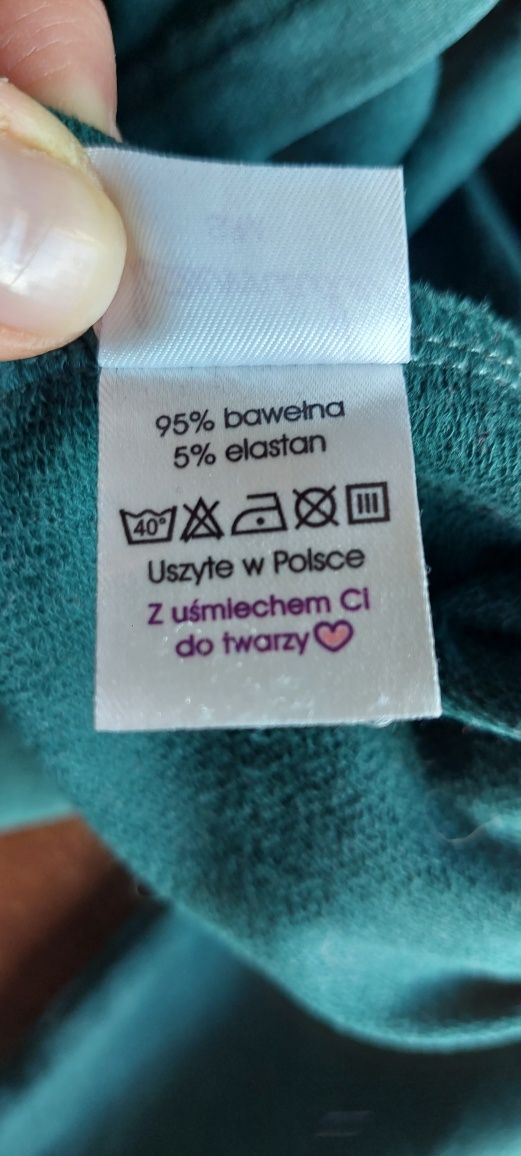 95% bawełna
5% elastan
40°
Uszyte w Polsce
Z uśmiechem Ci
do twarzy